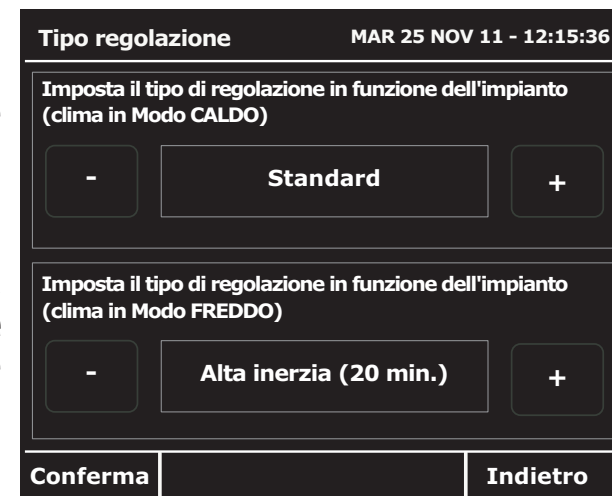 Tipo regolazione MAR 25 NOV 11 - 12:15:36
Imposta il tipo di regolazione in funzione dell'impianto
(clima in Modo CALDO)
- Standard +
Imposta il tipo di regolazione in funzione dell'impianto
(clima in Modo FREDDO)
- Alta inerzia (20 min.) +
Conferma Indietro